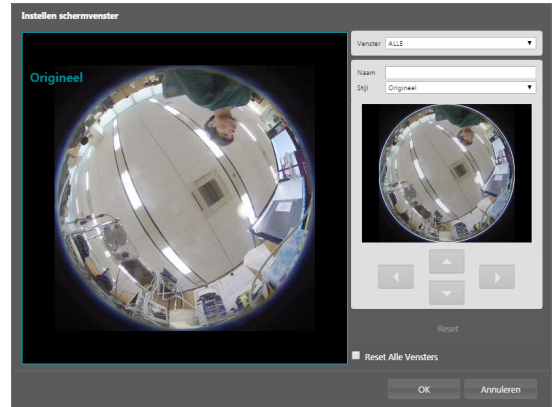 Instellen schermvenster
Origineel
Venster ALLE
Naam
Stijl Origineel
Reset
Reset Alle Vensters
OK Annuleren